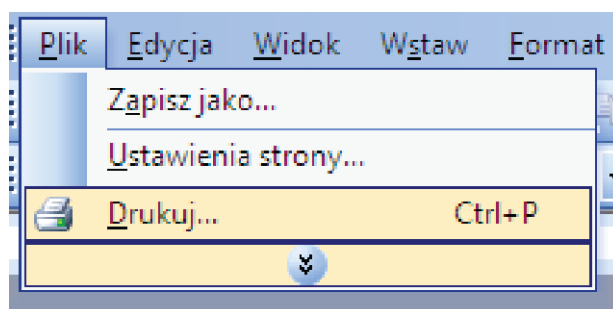 Plik Edycja Widok Wstaw Format
Zapisz jako...
Ustawienia strony...
Drukuj... Ctrl+P